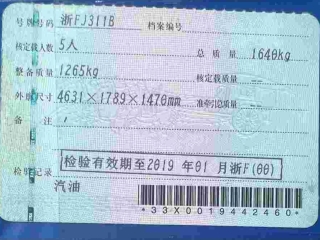 号牌号码 浙FJ311B 档案编号
核定载人数 5人 总质量 1640kg
整备质量 1265kg 核定载质量 --
外廓尺寸 4631×1789×1470mm 准牵引总质量 --
备注
检验有效期至2019年01月浙F(00)
检验记录
汽油
*33X0019442460*